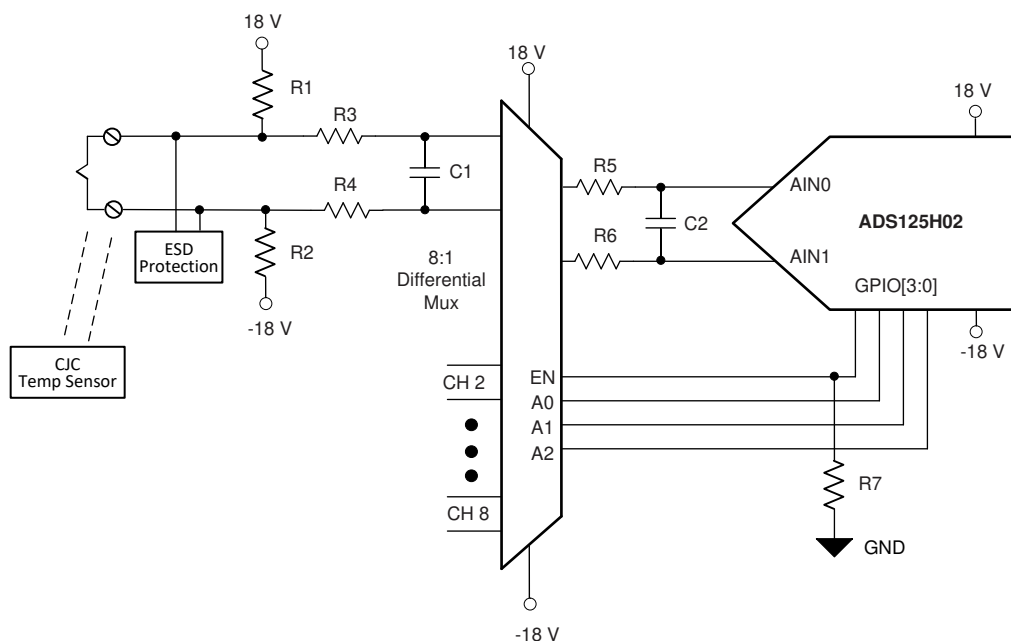 18 V
R1
R3
R4
C1
R2
-18 V
ESD
Protection
CJC
Temp Sensor
18 V
8:1
Differential
Mux
CH 2
CH 8
EN
A0
A1
A2
-18 V
R5
R6
C2
18 V
AIN0
ADS125H02
AIN1
GPIO[3:0]
-18 V
R7
GND